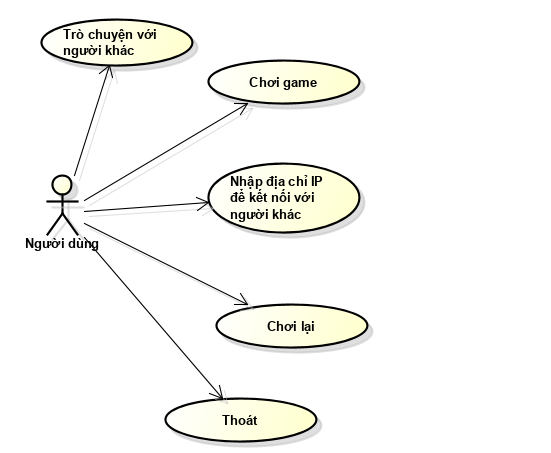 Trò chuyện với
người khác
Chơi game
Nhập địa chỉ IP
để kết nối với
người khác
Người dùng
Chơi lại
Thoát